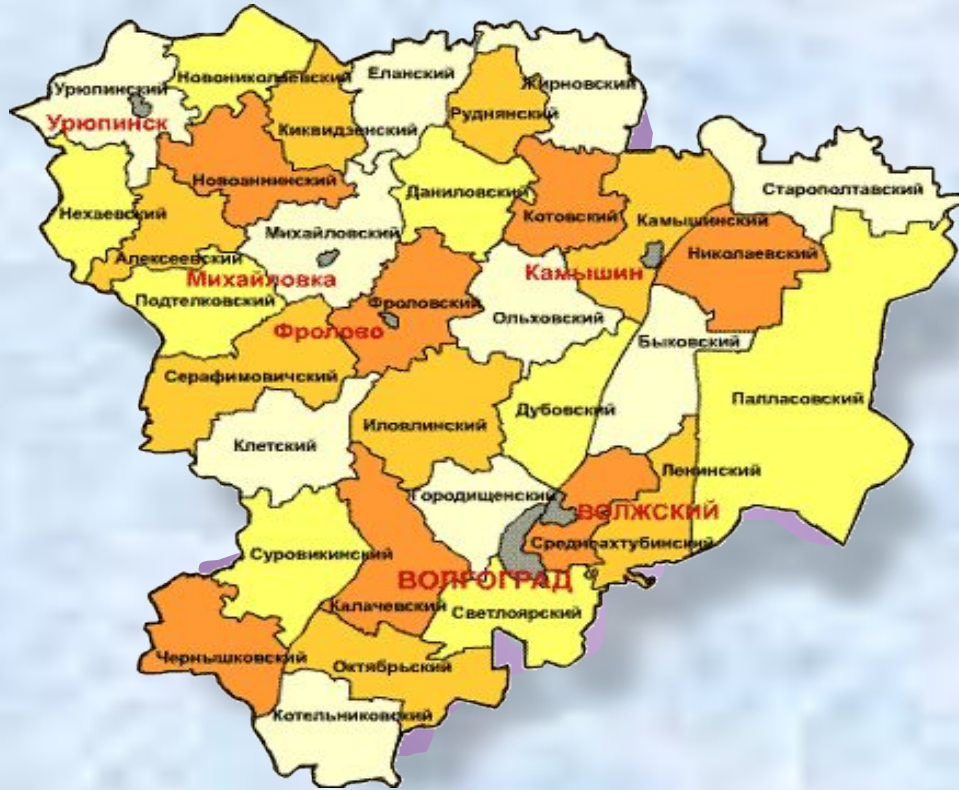 Новониколаевский
Еланский
Жирновский
Урюпинский
Руднянский
Урюпинск
Киквидзенский
Новоаннинский
Даниловский
Старополтавский
Нехаевский
Котовский
Камышинский
Михайловский
Николаевский
Алексеевский
Михайловка
Камышин
Подтелковский
Фроловский
Ольховский
Фролово
Быковский
Серафимовичский
Палласовский
Дубовский
Иловлинский
Клетский
Ленинский
Городищенский
ВОЛЖСКИЙ
Среднеахтубинский
Суровикинский
ВОЛГОГРАД
Калачевский
Светлоярский
Чернышковский
Октябрьский
Котельниковский